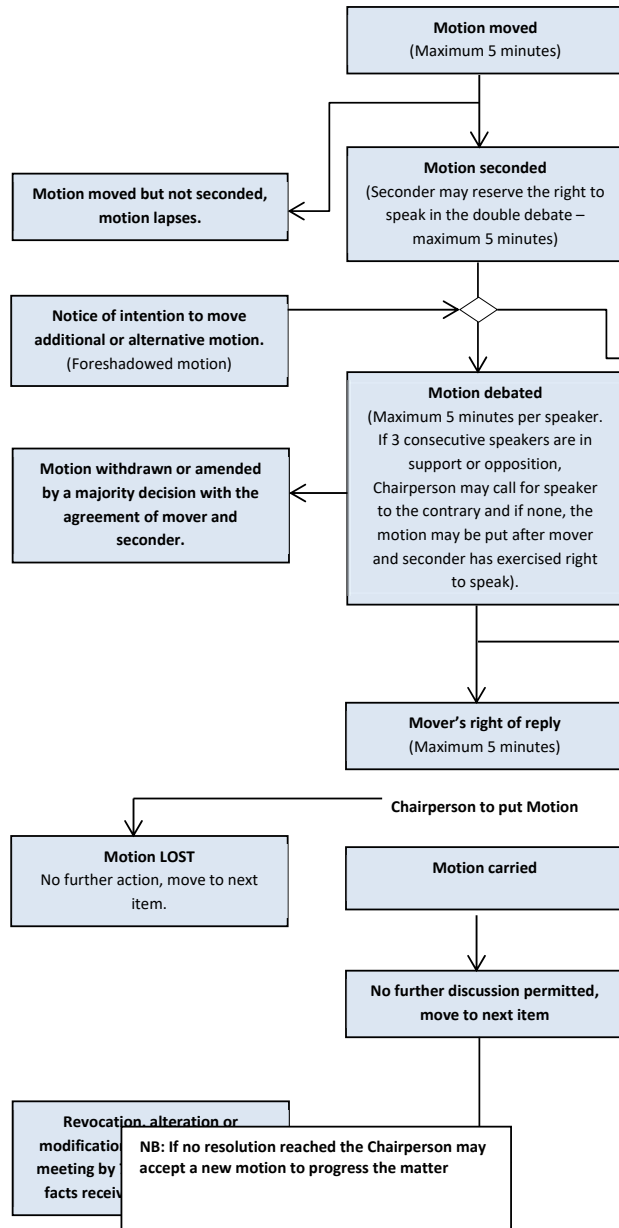 Motion moved
(Maximum 5 minutes)
Motion seconded
(Seconder may reserve the right to
speak in the double debate –
maximum 5 minutes)
Motion moved but not seconded,
motion lapses.
Notice of intention to move
additional or alternative motion.
(Foreshadowed motion)
Motion debated
(Maximum 5 minutes per speaker.
If 3 consecutive speakers are in
support or opposition,
Chairperson may call for speaker
to the contrary and if none, the
motion may be put after mover
and seconder has exercised right
to speak).
Motion withdrawn or amended
by a majority decision with the
agreement of mover and
seconder.
Mover’s right of reply
(Maximum 5 minutes)
Chairperson to put Motion
Motion LOST
No further action, move to next
item.
Motion carried
No further discussion permitted,
move to next item
Revocation, alteration or
modification
meeting by
facts
NB: If no resolution reached the Chairperson may
accept a new motion to progress the matter